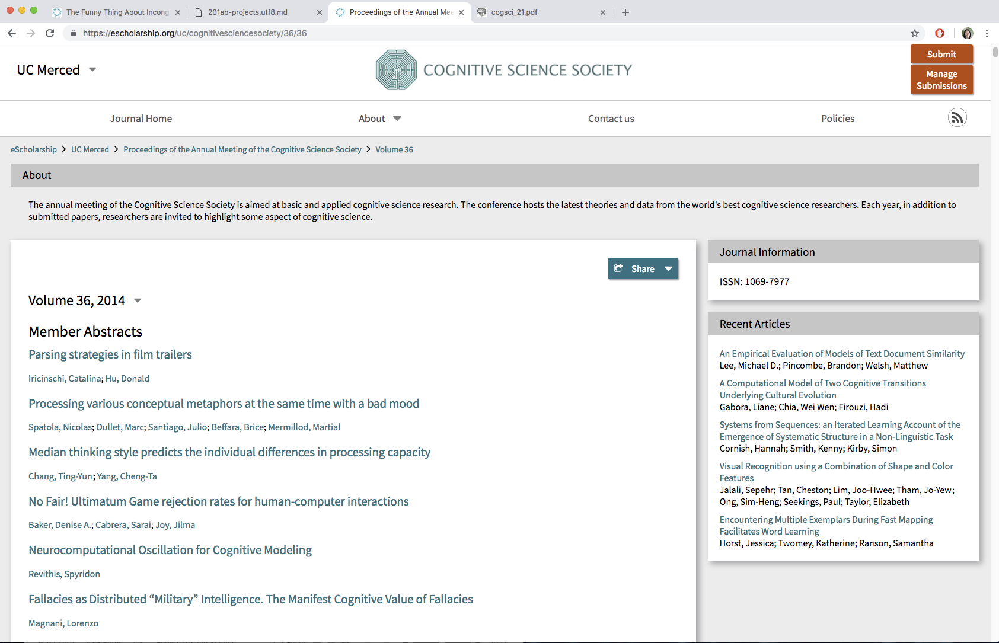 The Funny Thing About Incong
201ab-projects.utf8.md
Proceedings of the Annual Mee
cogsci_21.pdf
https://escholarship.org/uc/cognitivesciencesociety/36/36
UC Merced
COGNITIVE SCIENCE SOCIETY
Submit
Manage
Submissions
Journal Home
About
Contact us
Policies
eScholarship > UC Merced > Proceedings of the Annual Meeting of the Cognitive Science Society > Volume 36
About
The annual meeting of the Cognitive Science Society is aimed at basic and applied cognitive science research. The conference hosts the latest theories and data from the world's best cognitive science researchers. Each year, in addition to
submitted papers, researchers are invited to highlight some aspect of cognitive science.
Share
Volume 36, 2014
Member Abstracts
Parsing strategies in film trailers
Iricinschi, Catalina; Hu, Donald
Processing various conceptual metaphors at the same time with a bad mood
Spatola, Nicolas; Oullet, Marc; Santiago, Julio; Beffara, Brice; Mermillod, Martial
Median thinking style predicts the individual differences in processing capacity
Chang, Ting-Yun; Yang, Cheng-Ta
No Fair! Ultimatum Game rejection rates for human-computer interactions
Baker, Denise A.; Cabrera, Sarai; Joy, Jilma
Neurocomputational Oscillation for Cognitive Modeling
Revithis, Spyridon
Fallacies as Distributed “Military” Intelligence. The Manifest Cognitive Value of Fallacies
Magnani, Lorenzo
Journal Information
ISSN: 1069-7977
Recent Articles
An Empirical Evaluation of Models of Text Document Similarity
Lee, Michael D.; Pincombe, Brandon; Welsh, Matthew
A Computational Model of Two Cognitive Transitions
Underlying Cultural Evolution
Gabora, Liane; Chia, Wei Wen; Firouzi, Hadi
Systems from Sequences: an Iterated Learning Account of the
Emergence of Systematic Structure in a Non-Linguistic Task
Cornish, Hannah; Smith, Kenny; Kirby, Simon
Visual Recognition using a Combination of Shape and Color
Features
Jalali, Sepehr; Tan, Cheston; Lim, Joo-Hwee; Tham, Jo-Yew;
Ong, Sim-Heng; Seekings, Paul; Taylor, Elizabeth
Encountering Multiple Exemplars During Fast Mapping
Facilitates Word Learning
Horst, Jessica; Twomey, Katherine; Ranson, Samantha